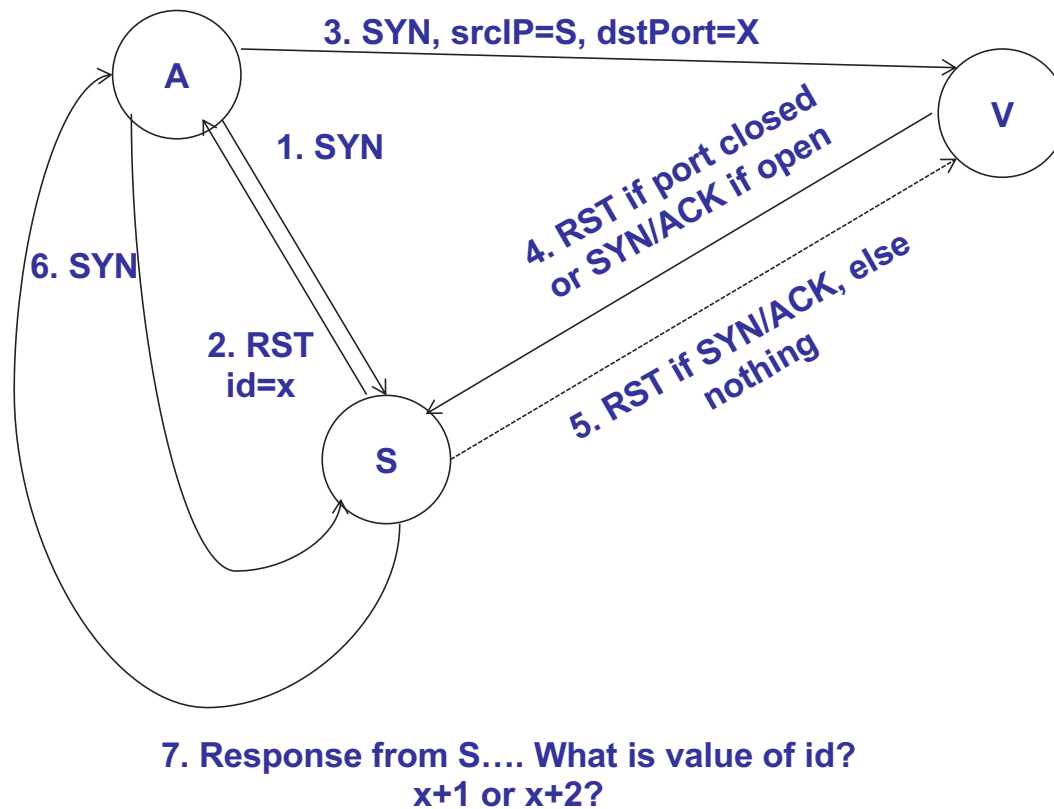 3. SYN, srcIP=S, dstPort=X
A
V
1. SYN
4. RST if port closed
or SYN/ACK if open
6. SYN
2. RST
id=x
5. RST if SYN/ACK, else
nothing
S
7. Response from S…. What is value of id?
x+1 or x+2?